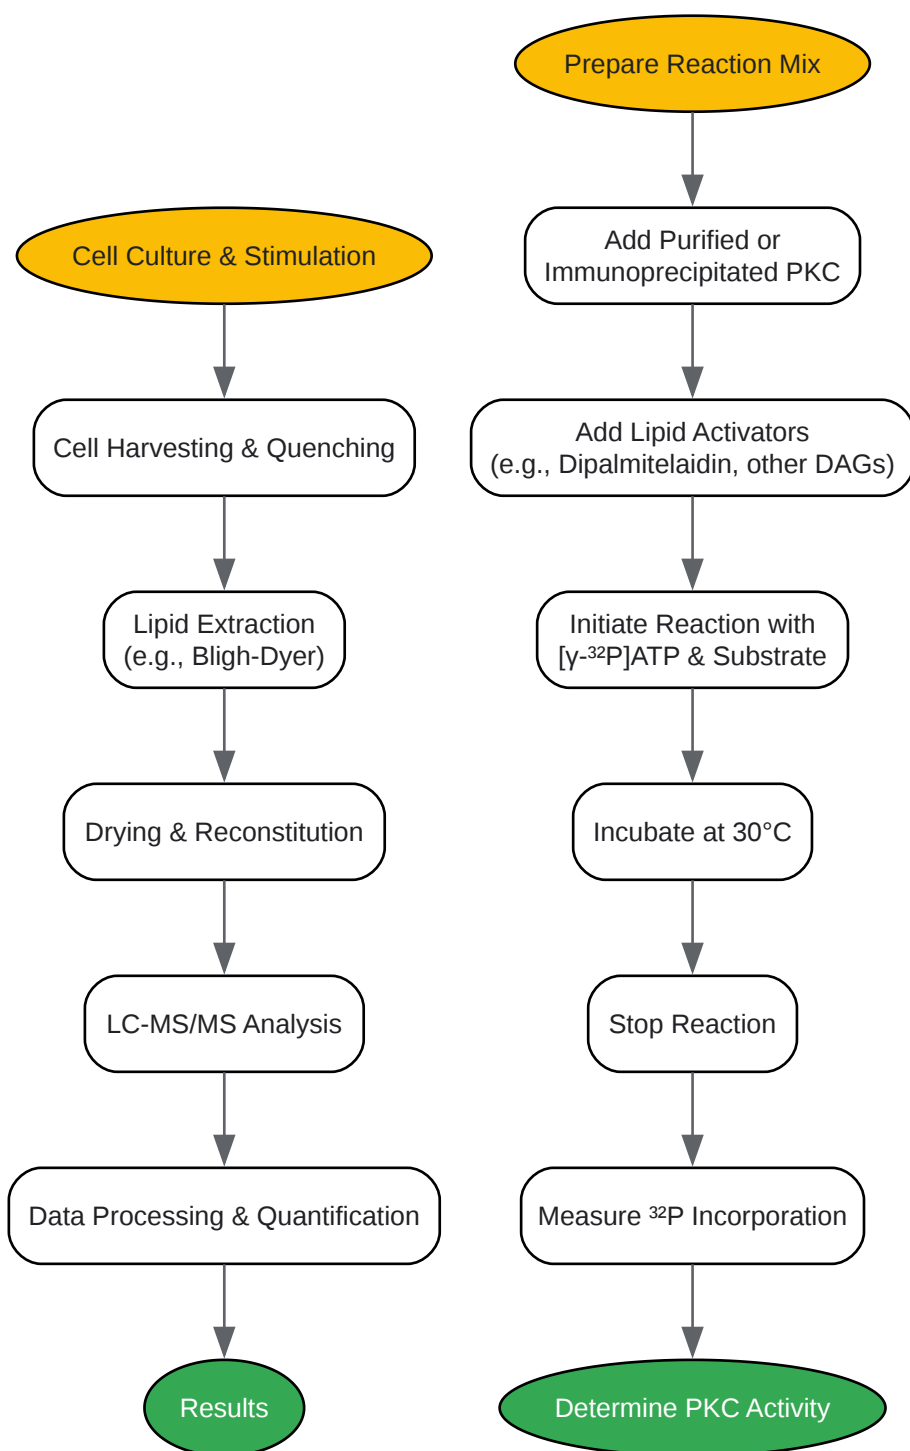 Cell Culture & Stimulation
Cell Harvesting & Quenching
Lipid Extraction
(e.g., Bligh-Dyer)
Drying & Reconstitution
LC-MS/MS Analysis
Data Processing & Quantification
Results
Prepare Reaction Mix
Add Purified or
Immunoprecipitated PKC
Add Lipid Activators
(e.g., Dipalmitelaidin, other DAGs)
Initiate Reaction with
[γ-³²P]ATP & Substrate
Incubate at 30°C
Stop Reaction
Measure ³²P Incorporation
Determine PKC Activity